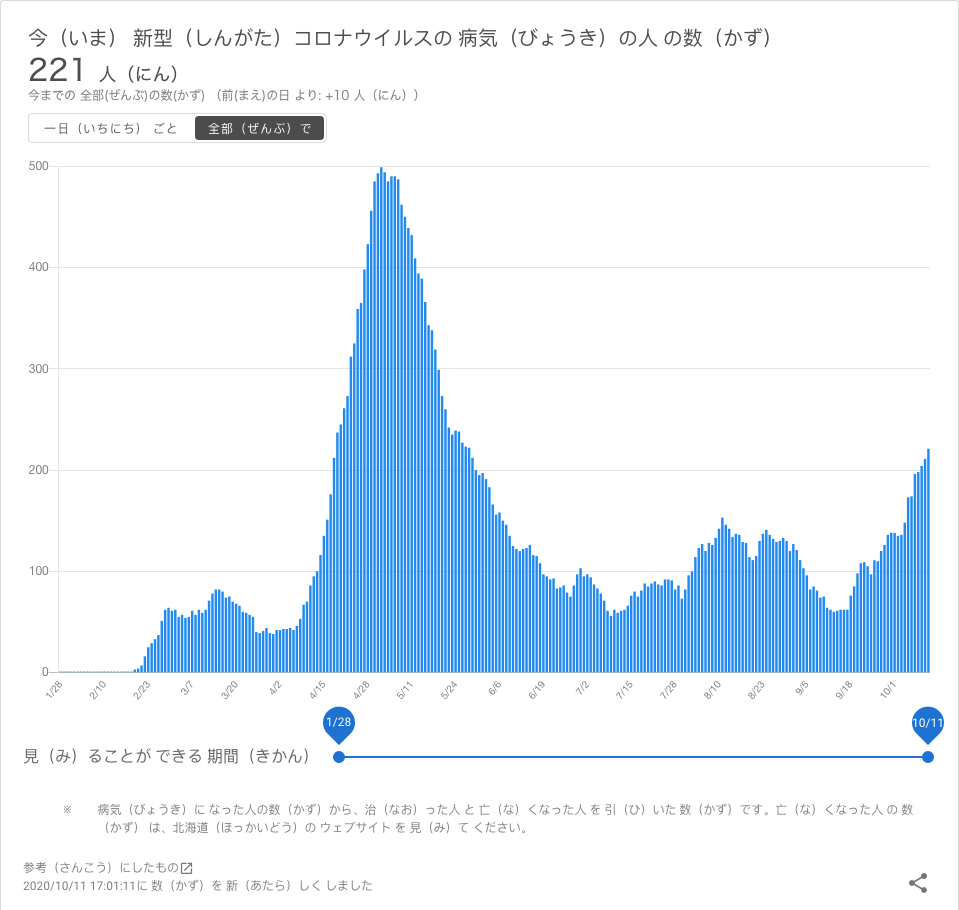 今（いま） 新型（しんがた）コロナウイルスの 病気（びょうき）の人 の数（かず）
221 人（にん）
今までの 全部(ぜんぶ)の数(かず) （前(まえ)の日 より: +10 人（にん））
一日（いちにち） ごと 全部（ぜんぶ）で
500
400
300
200
100
0
1/28 2/10 2/23 3/7 3/20 4/2 4/15 4/28 5/11 5/24 6/6 6/19 7/2 7/15 7/28 8/10 8/23 9/5 9/18 10/1
1/28 10/11
見（み）ることが できる 期間（きかん）
※ 病気（びょうき）に なった人の数（かず）から、治（なお）った人 と 亡（な）くなった人 を 引（ひ）いた 数（かず）です。亡（な）くなった人 の 数
（かず） は、北海道（ほっかいどう）の ウェブサイト を 見（み）て ください。
参考（さんこう）にしたもの
2020/10/11 17:01:11に 数（かず）を 新（あたら）しく しました